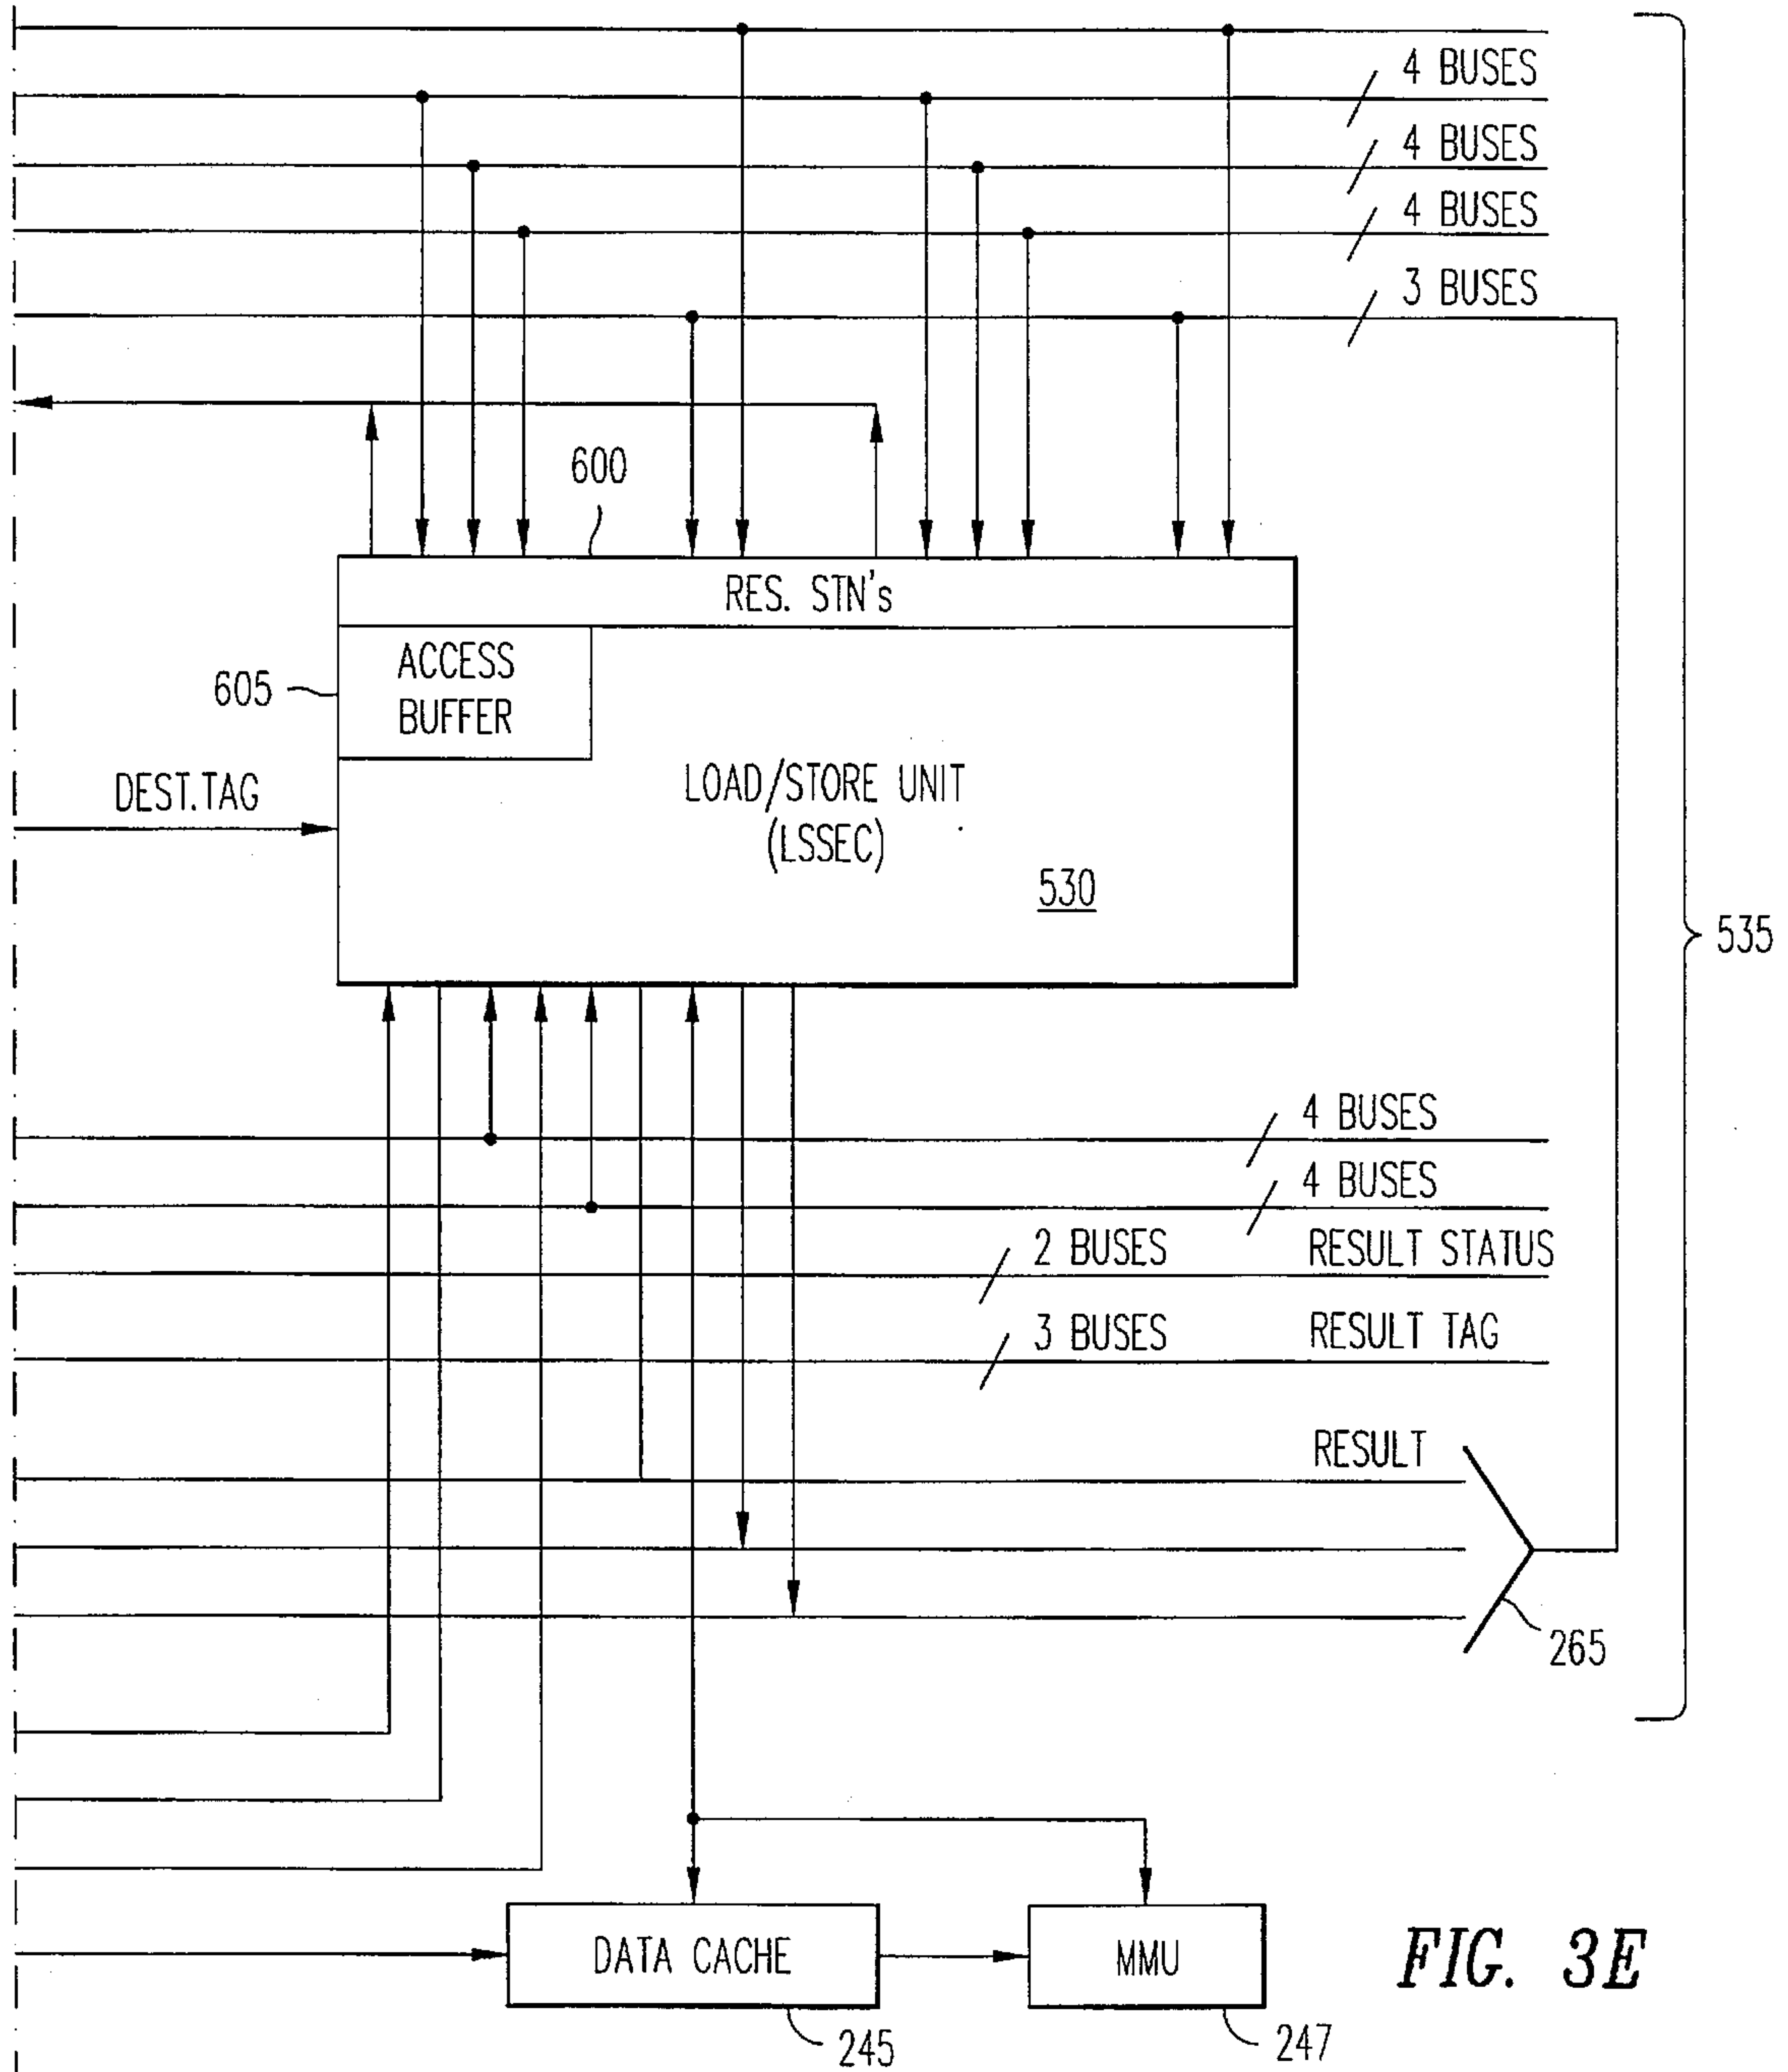 4 BUSES
4 BUSES
4 BUSES
3 BUSES
600
RES. STN's
ACCESS
BUFFER
605
DEST.TAG
LOAD/STORE UNIT
(LSSEC)
530
535
4 BUSES
4 BUSES
2 BUSES RESULT STATUS
3 BUSES RESULT TAG
RESULT
265
DATA CACHE
MMU
245
247
FIG. 3E